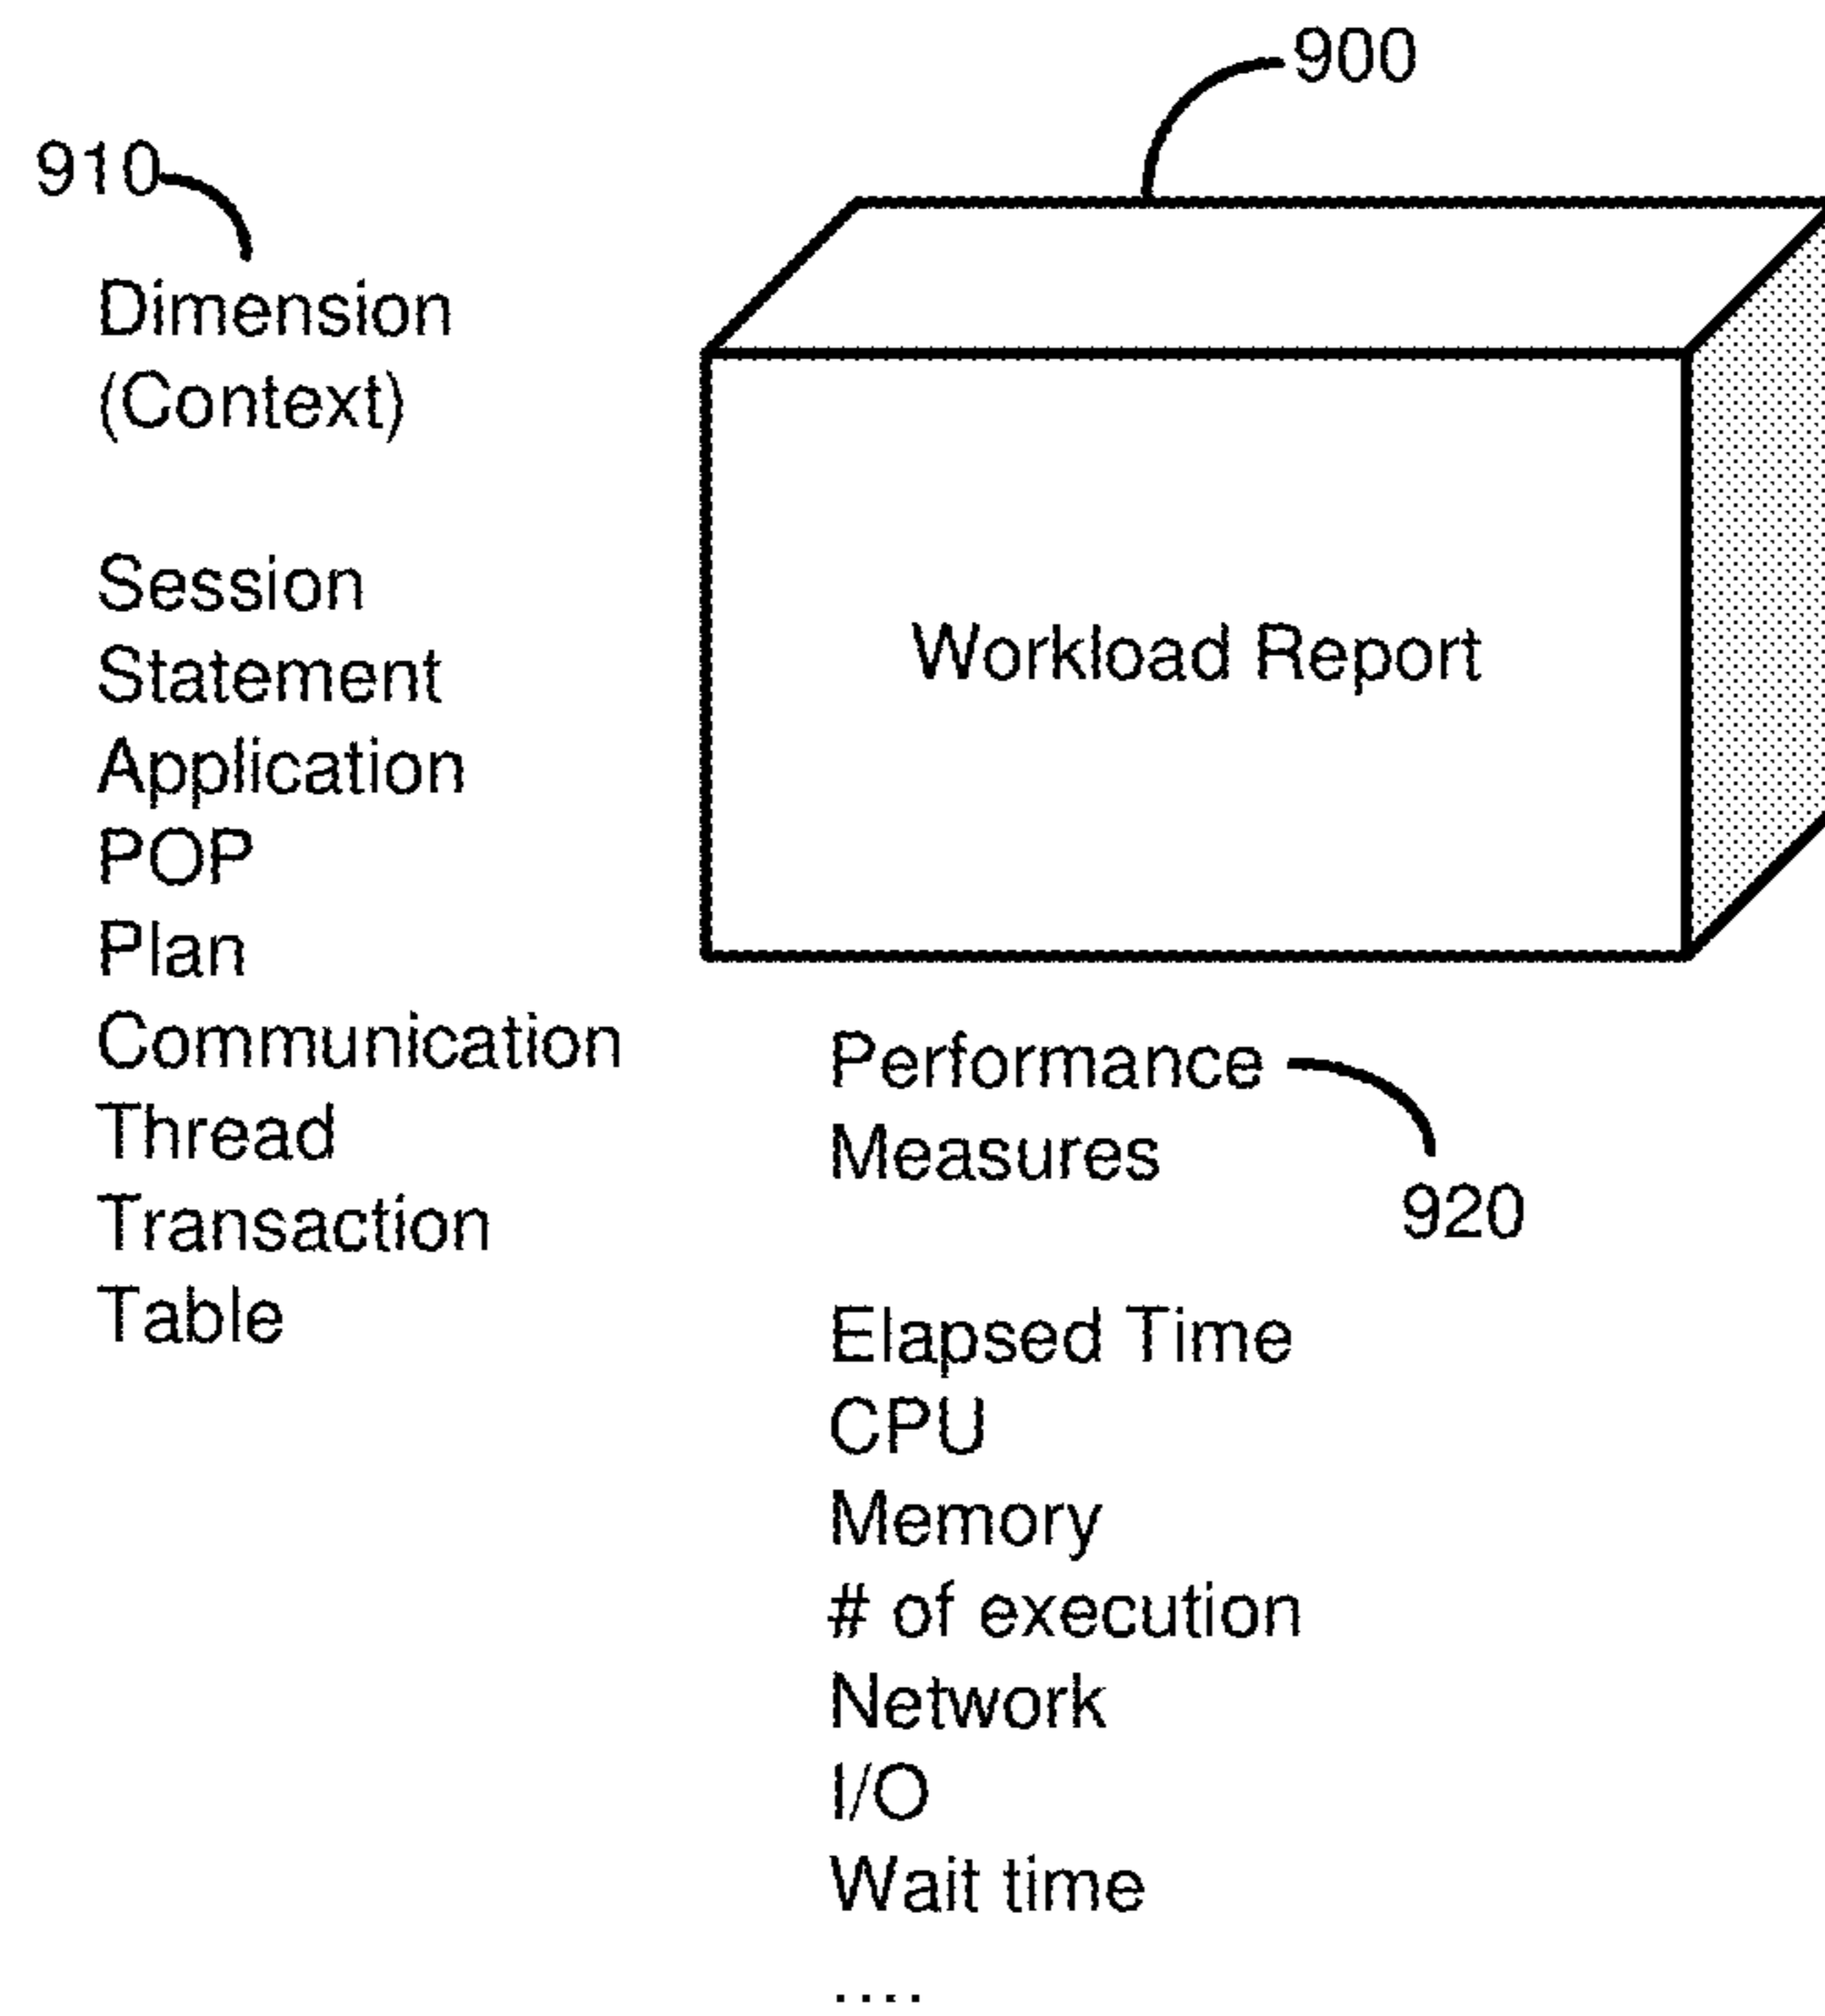 900
910
Dimension
(Context)
Session
Statement
Application
POP
Plan
Communication
Thread
Transaction
Table
Workload Report
Performance
Measures
920
Elapsed Time
CPU
Memory
# of execution
Network
I/O
Wait time
....